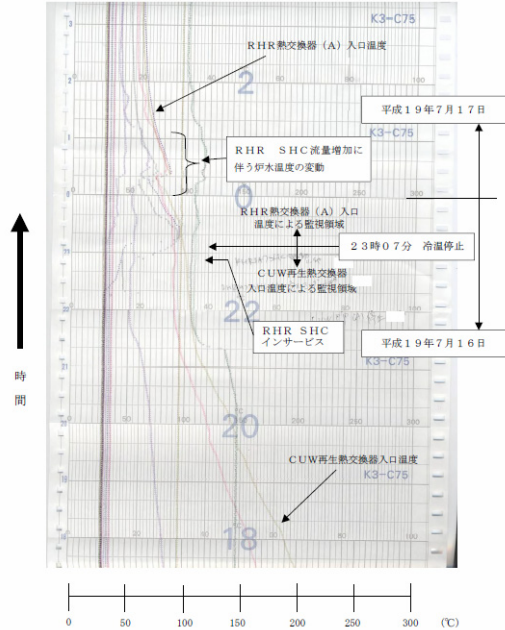 K3-C75
RHR熱交換器（A）入口温度
2
平成19年7月17日
K3-C75
RHR　SHC流量増加に
伴う炉水温度の変動
0
RHR熱交換器（A）入口
温度による監視領域
23時07分　冷温停止
CUW再生熱交換器
入口温度による監視領域
22
RHR SHC
インサービス
平成19年7月16日
K3-C75
時
間
20
CUW再生熱交換器入口温度
K3-C75
18
0 50 100 150 200 250 300 (℃)